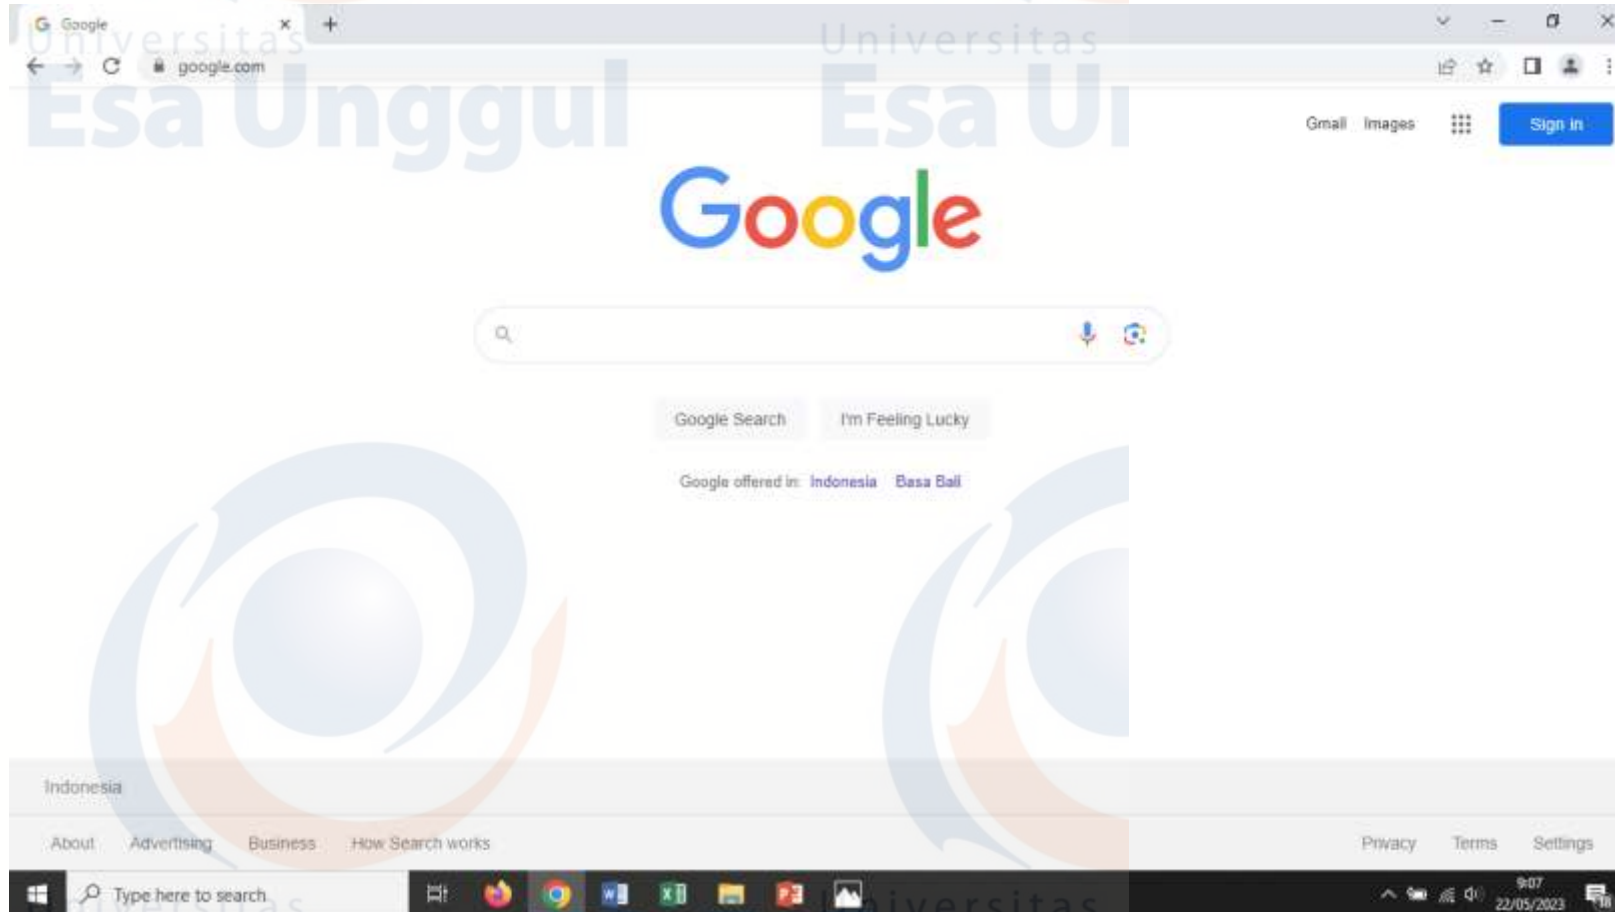 Google
Universitas Universitas
google.com
Esa Unggul Esa U
Gmail Images Sign in
Google
Google Search I'm Feeling Lucky
Google offered in: Indonesia Basa Bali
Indonesia
About Advertising Business How Search works Privacy Terms Settings
Type here to search 9:07
22/05/2023
Universitas Universitas